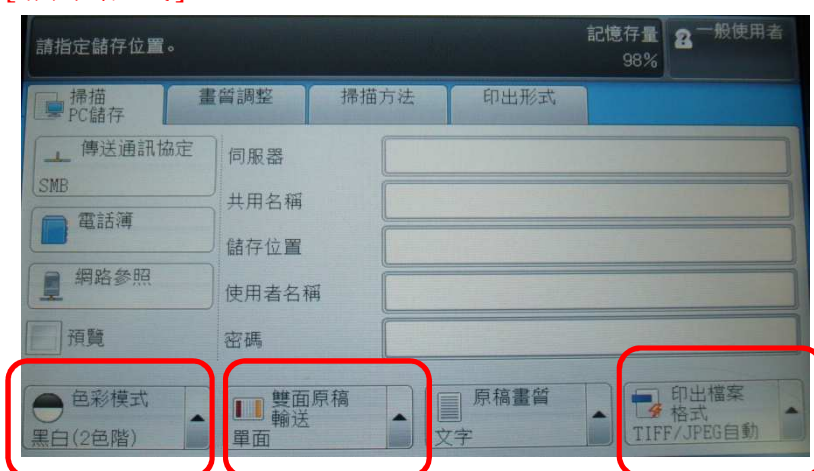 請指定儲存位置。
記憶存量
98%
一般使用者
掃描
PC儲存
畫質調整
掃描方法
印出形式
傳送通訊協定
SMB
電話簿
網路參照
預覽
伺服器
共用名稱
儲存位置
使用者名稱
密碼
色彩模式
黑白(2色階)
雙面原稿
輸送
單面
原稿畫質
文字
印出檔案
格式
TIFF/JPEG自動